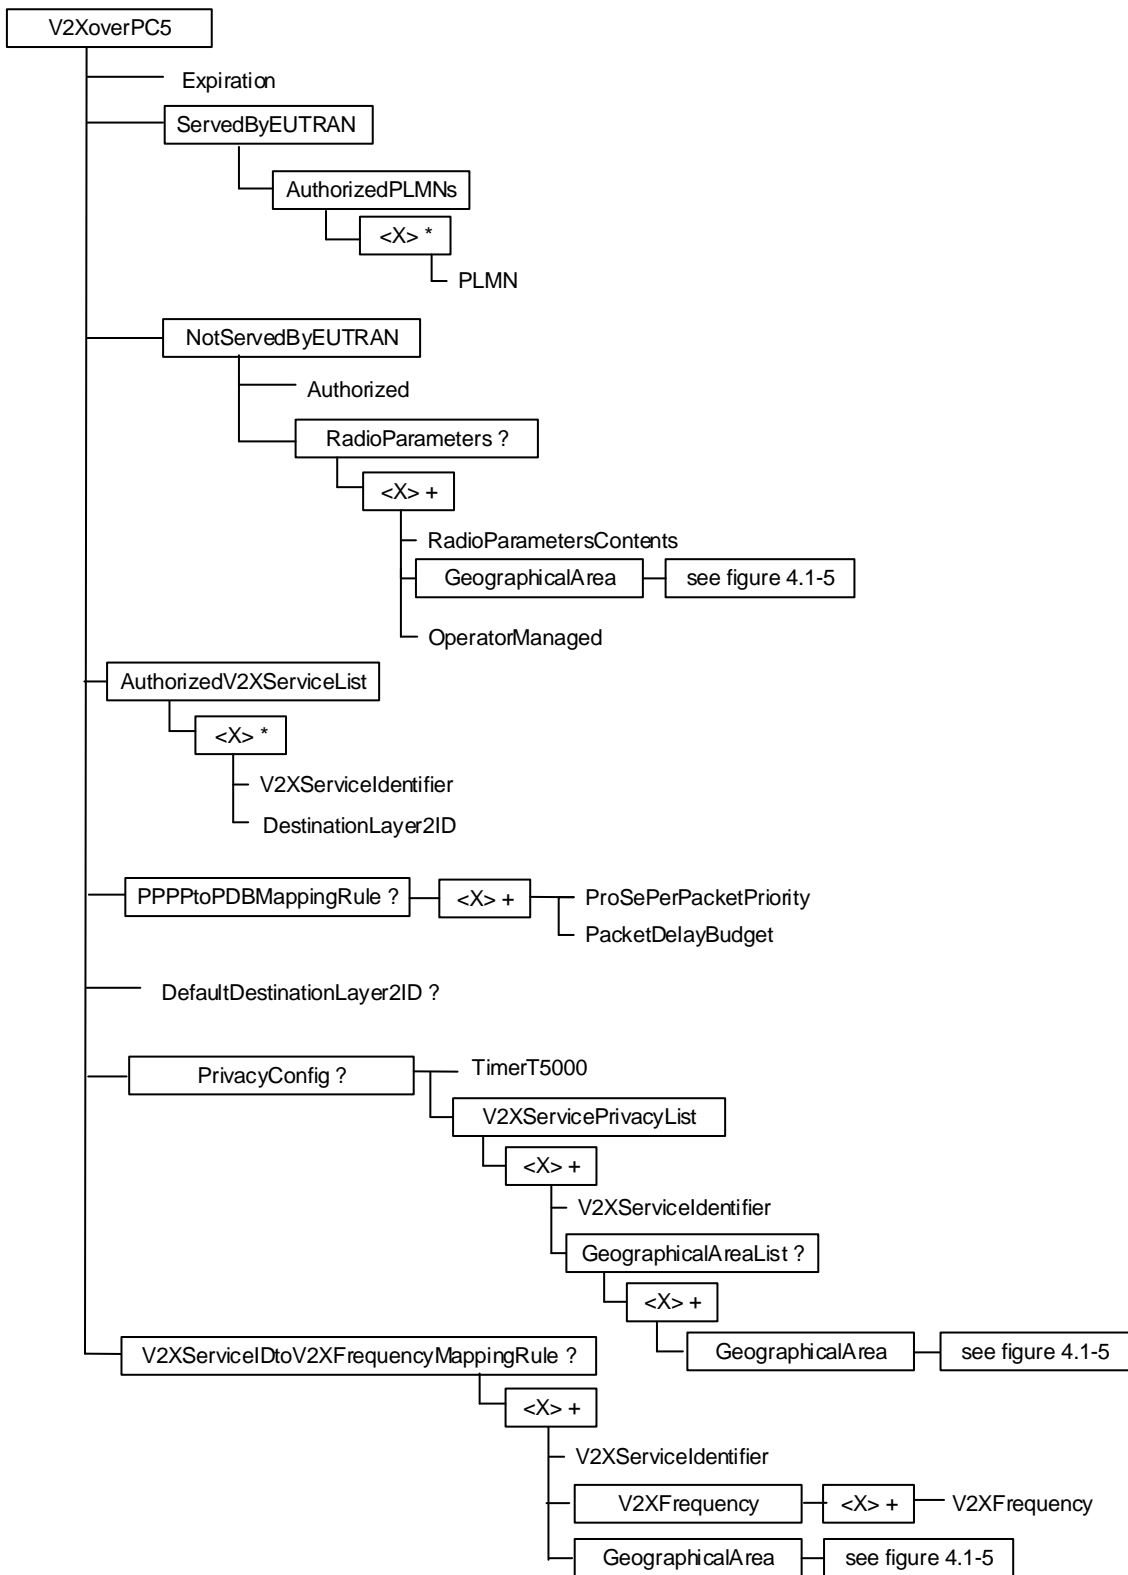 V2XoverPC5
Expiration
ServedByEUTRAN
AuthorizedPLMNs
<X> *
PLMN
NotServedByEUTRAN
Authorized
RadioParameters ?
<X> +
RadioParametersContents
GeographicalArea see figure 4.1-5
OperatorManaged
AuthorizedV2XServiceList
<X> *
V2XServiceIdentifier
DestinationLayer2ID
PPPPtoPDBMappingRule ? <X> + ProSePerPacketPriority
PacketDelayBudget
DefaultDestinationLayer2ID ?
PrivacyConfig ? TimerT5000
V2XServicePrivacyList
<X> +
V2XServiceIdentifier
GeographicalAreaList ?
<X> +
GeographicalArea see figure 4.1-5
V2XServiceIDtoV2XFrequencyMappingRule ?
<X> +
V2XServiceIdentifier
V2XFrequency <X> + V2XFrequency
GeographicalArea see figure 4.1-5